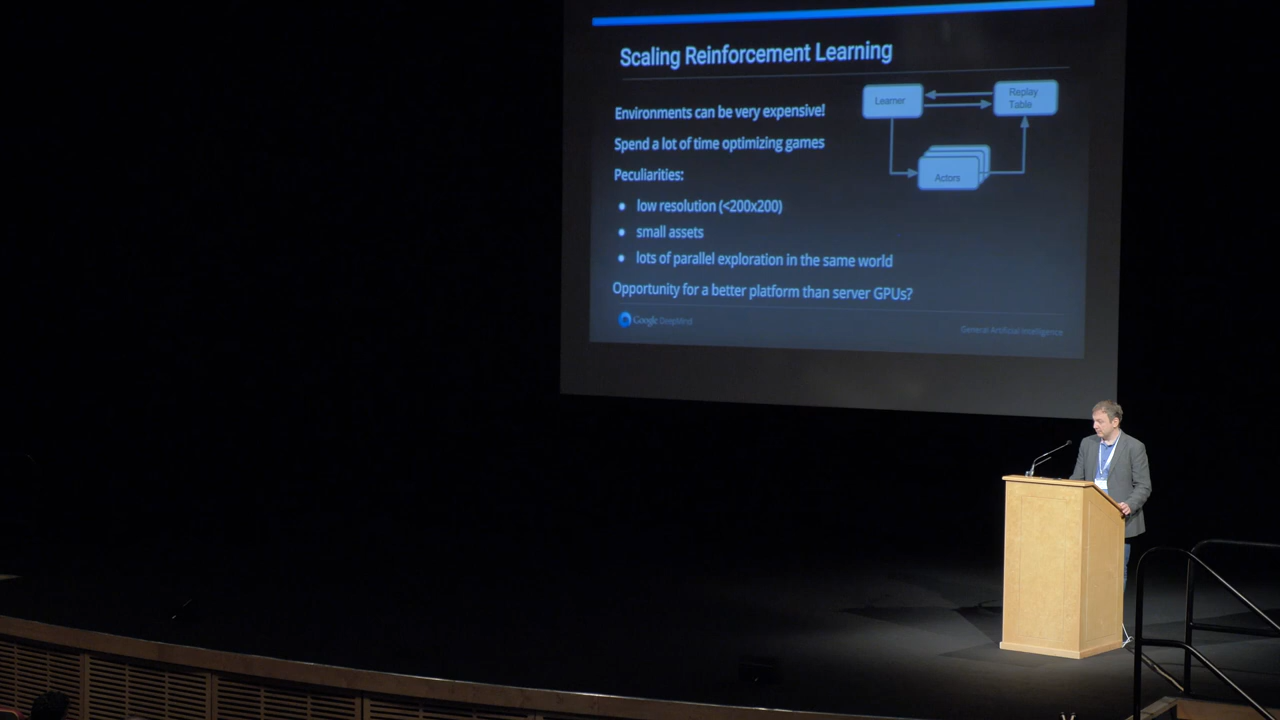 Scaling Reinforcement Learning
Environments can be very expensive!
Spend a lot of time optimizing games
Peculiarities:
low resolution (<200x200)
small assets
lots of parallel exploration in the same world
Opportunity for a better platform than server GPUs?
Learner
Replay
Table
Actors
Google DeepMind
General Artificial Intelligence